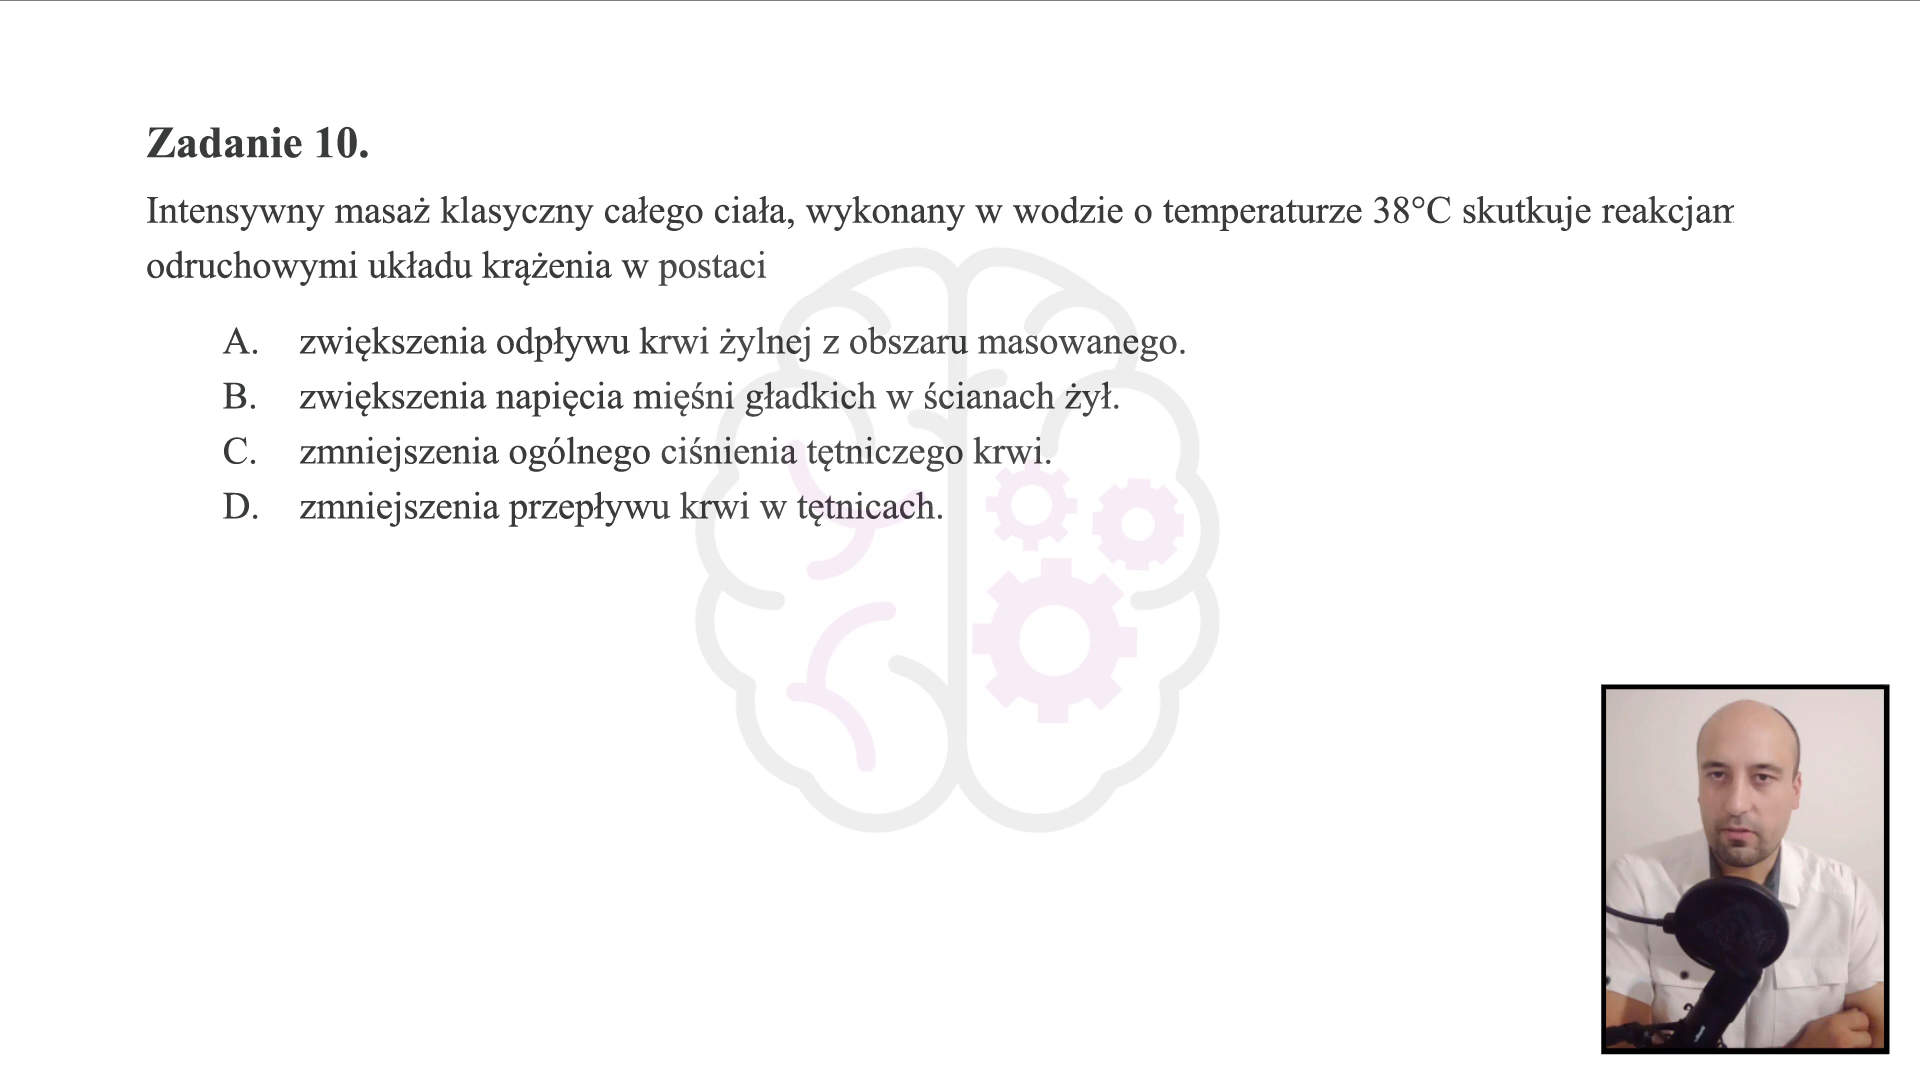 Zadanie 10.
Intensywny masaż klasyczny całego ciała, wykonany w wodzie o temperaturze 38°C skutkuje reakcjam
odruchowymi układu krążenia w postaci
A. zwiększenia odpływu krwi żylnej z obszaru masowanego.
B. zwiększenia napięcia mięśni gładkich w ścianach żył.
C. zmniejszenia ogólnego ciśnienia tętniczego krwi.
D. zmniejszenia przepływu krwi w tętnicach.